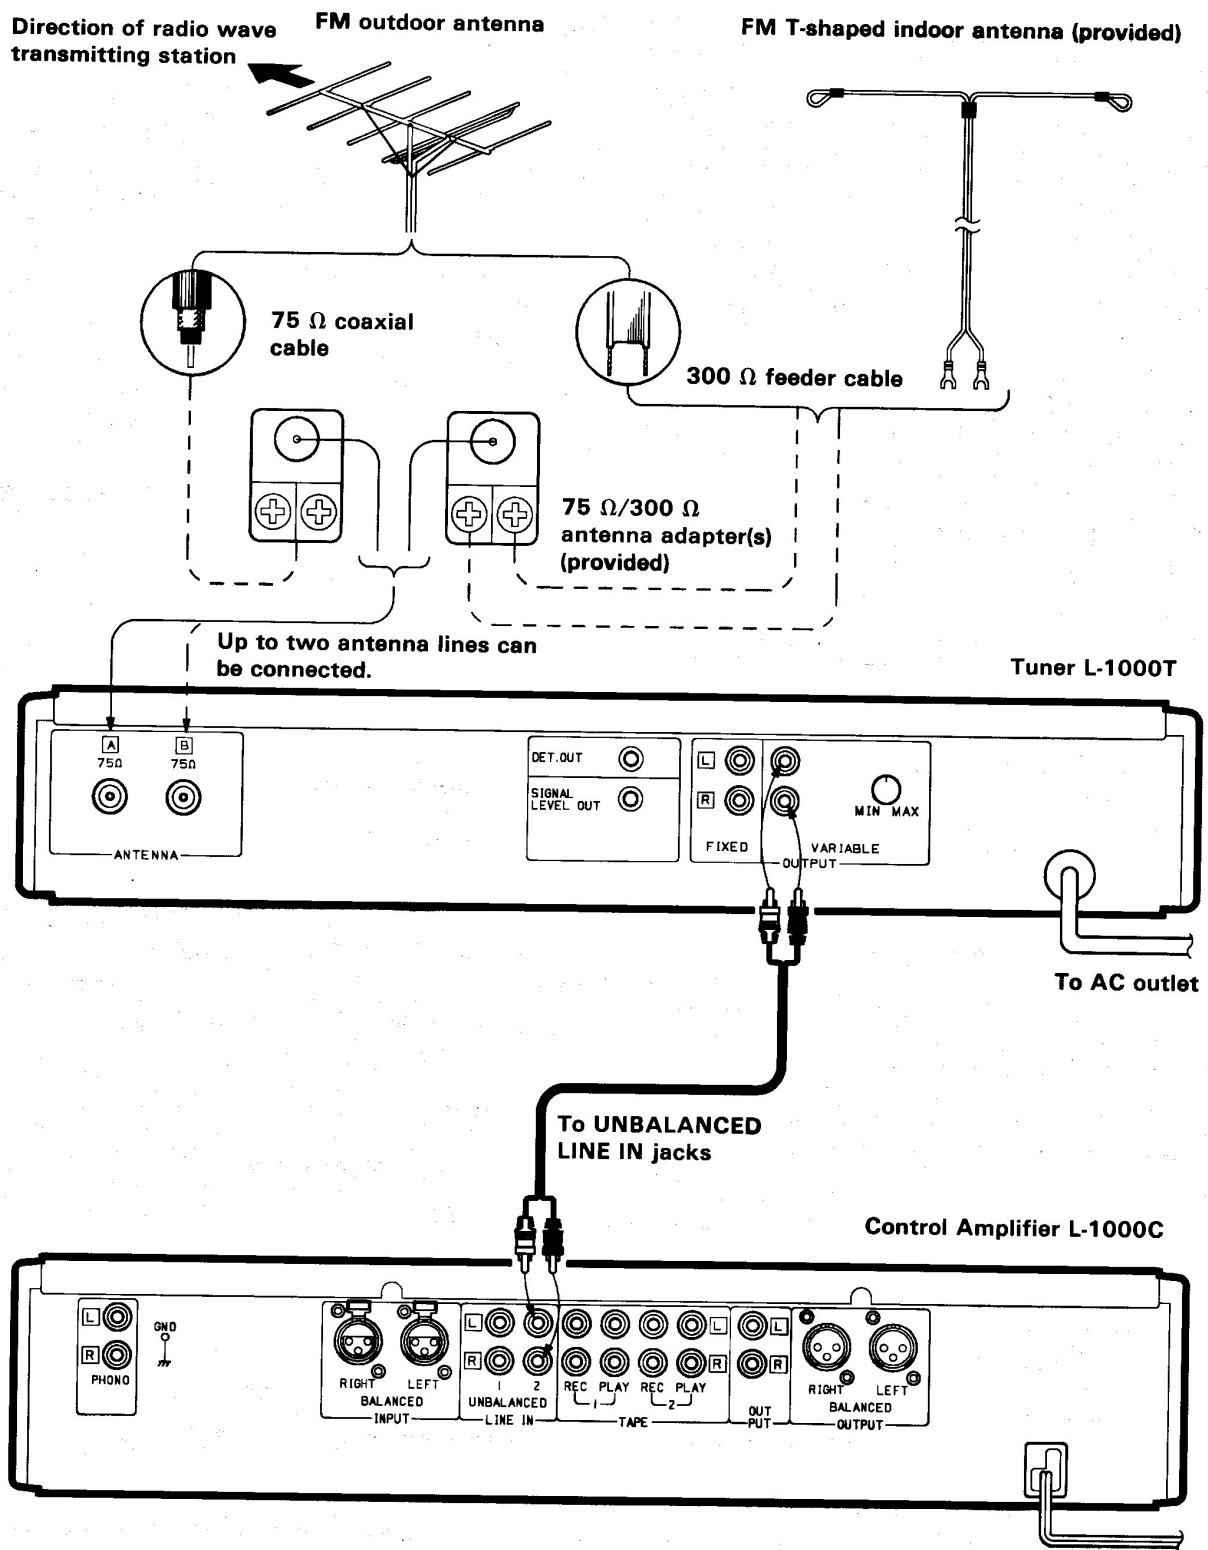 Direction of radio wave
transmitting station
FM outdoor antenna
FM T-shaped indoor antenna (provided)
75 Ω coaxial
cable
300 Ω feeder cable
75 Ω/300 Ω
antenna adapter(s)
(provided)
Up to two antenna lines can
be connected.
Tuner L-1000T
A
B
75Ω
75Ω
ANTENNA
DET.OUT
SIGNAL
LEVEL OUT
L
R
FIXED
VARIABLE
OUTPUT
MIN MAX
To AC outlet
To UNBALANCED
LINE IN jacks
Control Amplifier L-1000C
L
R
PHONO
GND
RIGHT
LEFT
BALANCED
INPUT
L
R
1
2
UNBALANCED
LINE IN
L
R
REC PLAY REC PLAY
1
2
TAPE
L
R
OUT
PUT
RIGHT
LEFT
BALANCED
OUTPUT